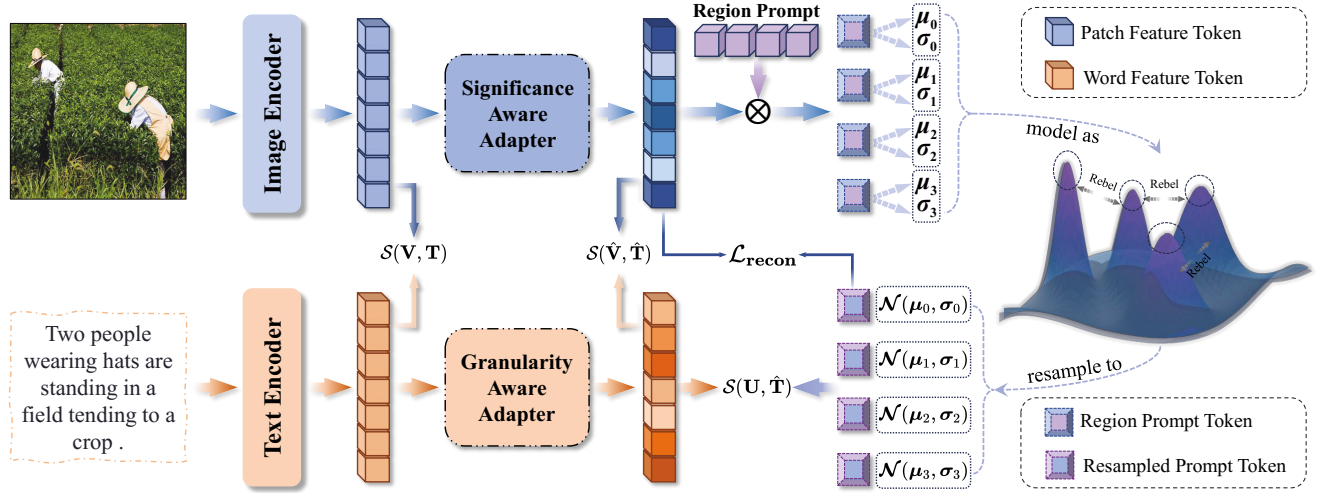 Region Prompt
Patch Feature Token
Word Feature Token
Image Encoder
Significance
Aware
Adapter
⊗
μ₀
σ₀
μ₁
σ₁
μ₂
σ₂
μ₃
σ₃
model as
Rebel
Rebel
Rebel
S(V, T)
S(V̂, T̂)
ℒrecon
Two people
wearing hats are
standing in a
field tending to a
crop .
Text Encoder
Granularity
Aware
Adapter
S(U, T̂)
N(μ₀, σ₀)
N(μ₁, σ₁)
N(μ₂, σ₂)
N(μ₃, σ₃)
resample to
Region Prompt Token
Resampled Prompt Token